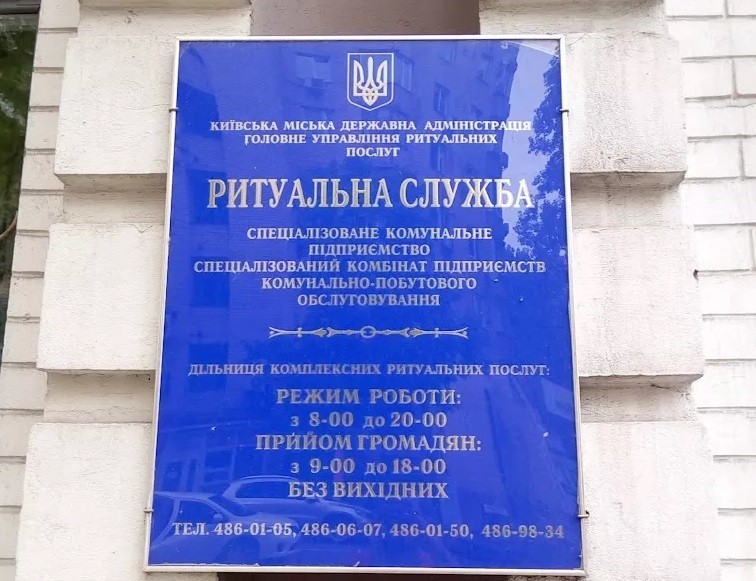 КИЇВСЬКА МІСЬКА ДЕРЖАВНА АДМІНІСТРАЦІЯ
ГОЛОВНЕ УПРАВЛІННЯ РИТУАЛЬНИХ
ПОСЛУГ
РИТУАЛЬНА СЛУЖБА
СПЕЦІАЛІЗОВАНЕ КОМУНАЛЬНЕ
ПІДПРИЄМСТВО
СПЕЦІАЛІЗОВАНИЙ КОМБІНАТ ПІДПРИЄМСТВ
КОМУНАЛЬНО-ПОБУТОВОГО
ОБСЛУГОВУВАННЯ
ДІЛЬНИЦЯ КОМПЛЕКСНИХ РИТУАЛЬНИХ ПОСЛУГ:
РЕЖИМ РОБОТИ:
з 8-00 до 20-00
ПРИЙОМ ГРОМАДЯН:
з 9-00 до 18-00
БЕЗ ВИХІДНИХ
ТЕЛ. 486-01-05, 486-06-07, 486-01-50, 486-98-34